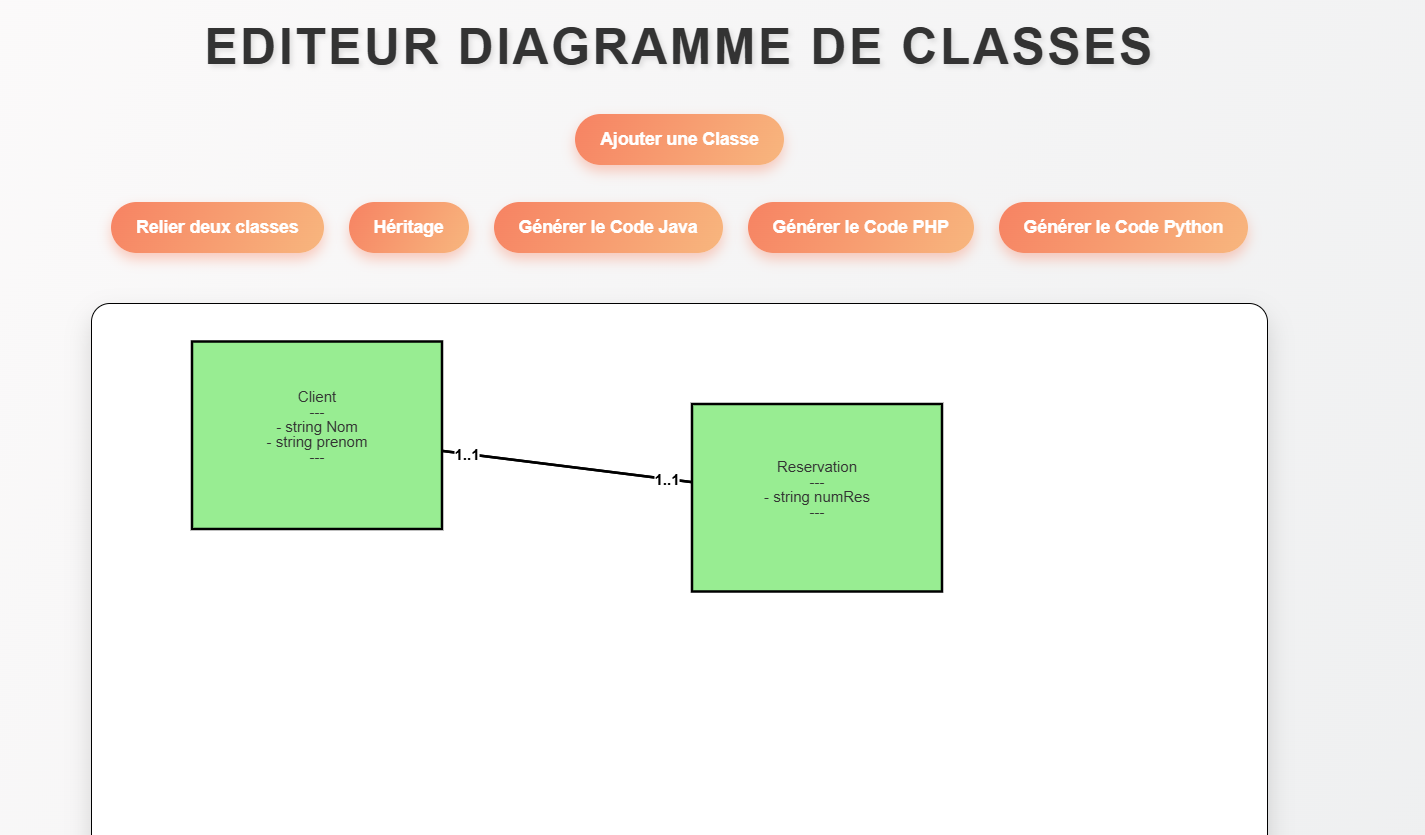 EDITEUR DIAGRAMME DE CLASSES
Ajouter une Classe
Relier deux classes
Héritage
Générer le Code Java
Générer le Code PHP
Générer le Code Python
Client
---
- string Nom
- string prenom
---
1..1
1..1
Reservation
---
- string numRes
---